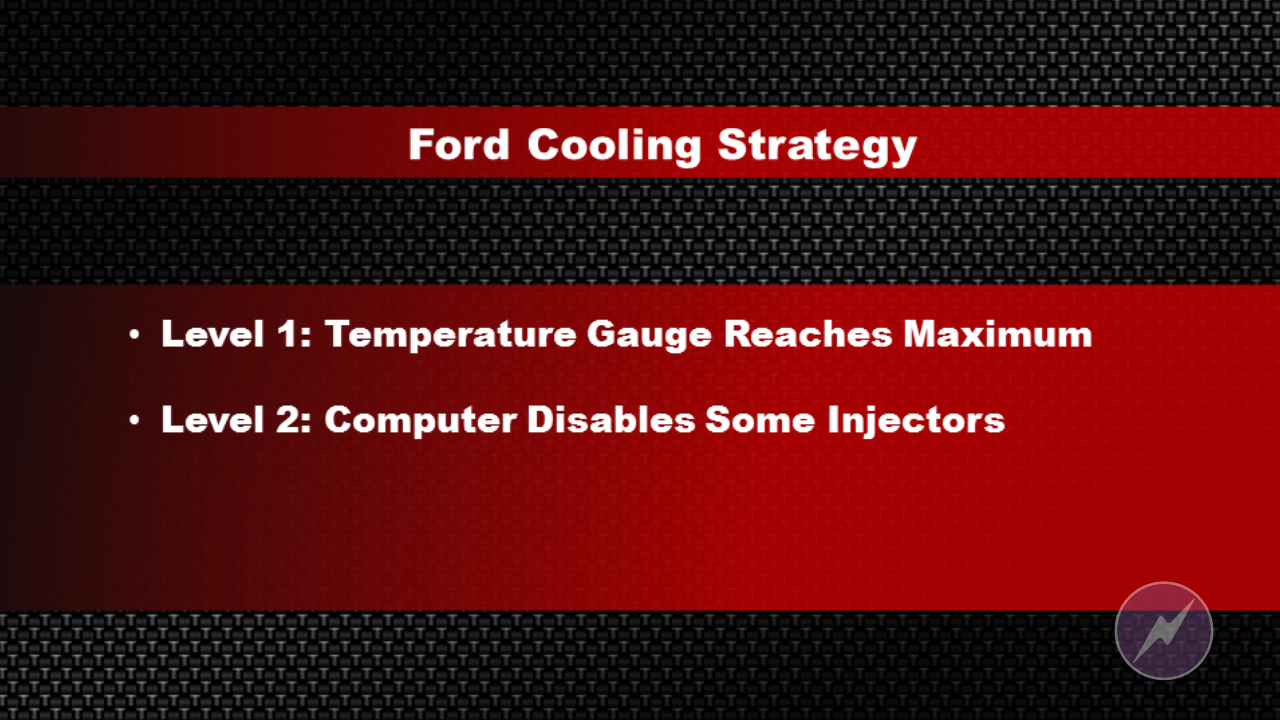 Ford Cooling Strategy
• Level 1: Temperature Gauge Reaches Maximum
• Level 2: Computer Disables Some Injectors